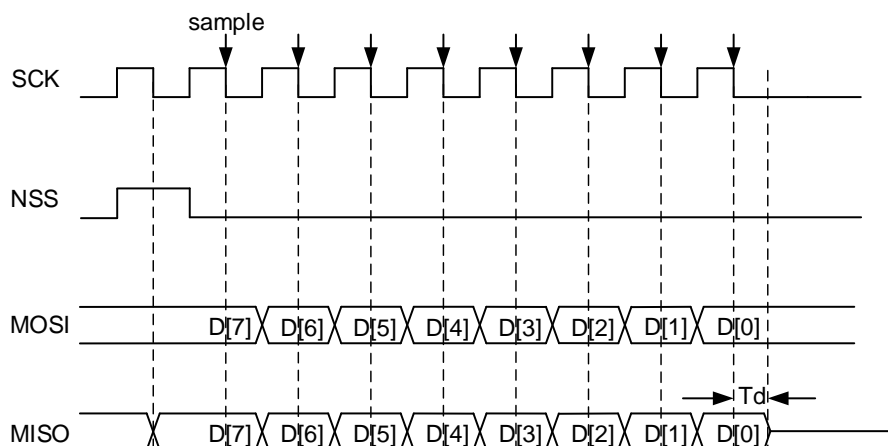 sample
SCK
NSS
MOSI D[7] D[6] D[5] D[4] D[3] D[2] D[1] D[0]
Td
MISO D[7] D[6] D[5] D[4] D[3] D[2] D[1] D[0]